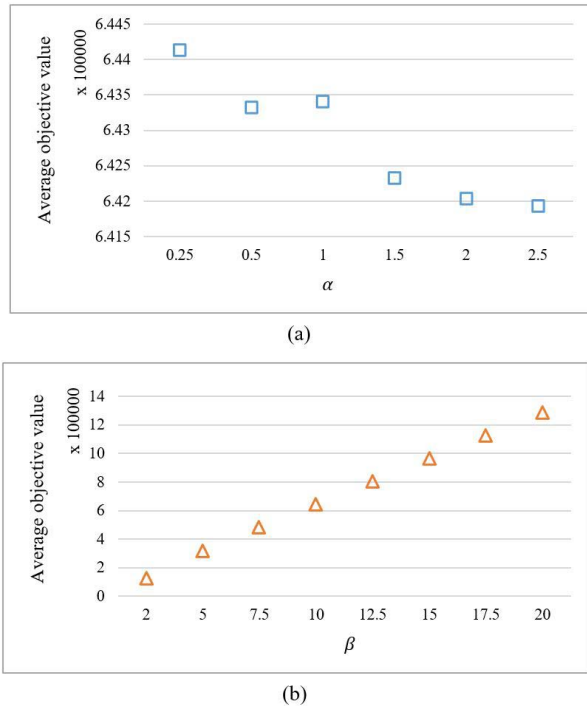 Average objective value
x 100000
6.445
6.44
6.435
6.43
6.425
6.42
6.415
0.25 0.5 1 1.5 2 2.5
α
(a)
Average objective value
x 100000
14
12
10
8
6
4
2
0
2 5 7.5 10 12.5 15 17.5 20
β
(b)